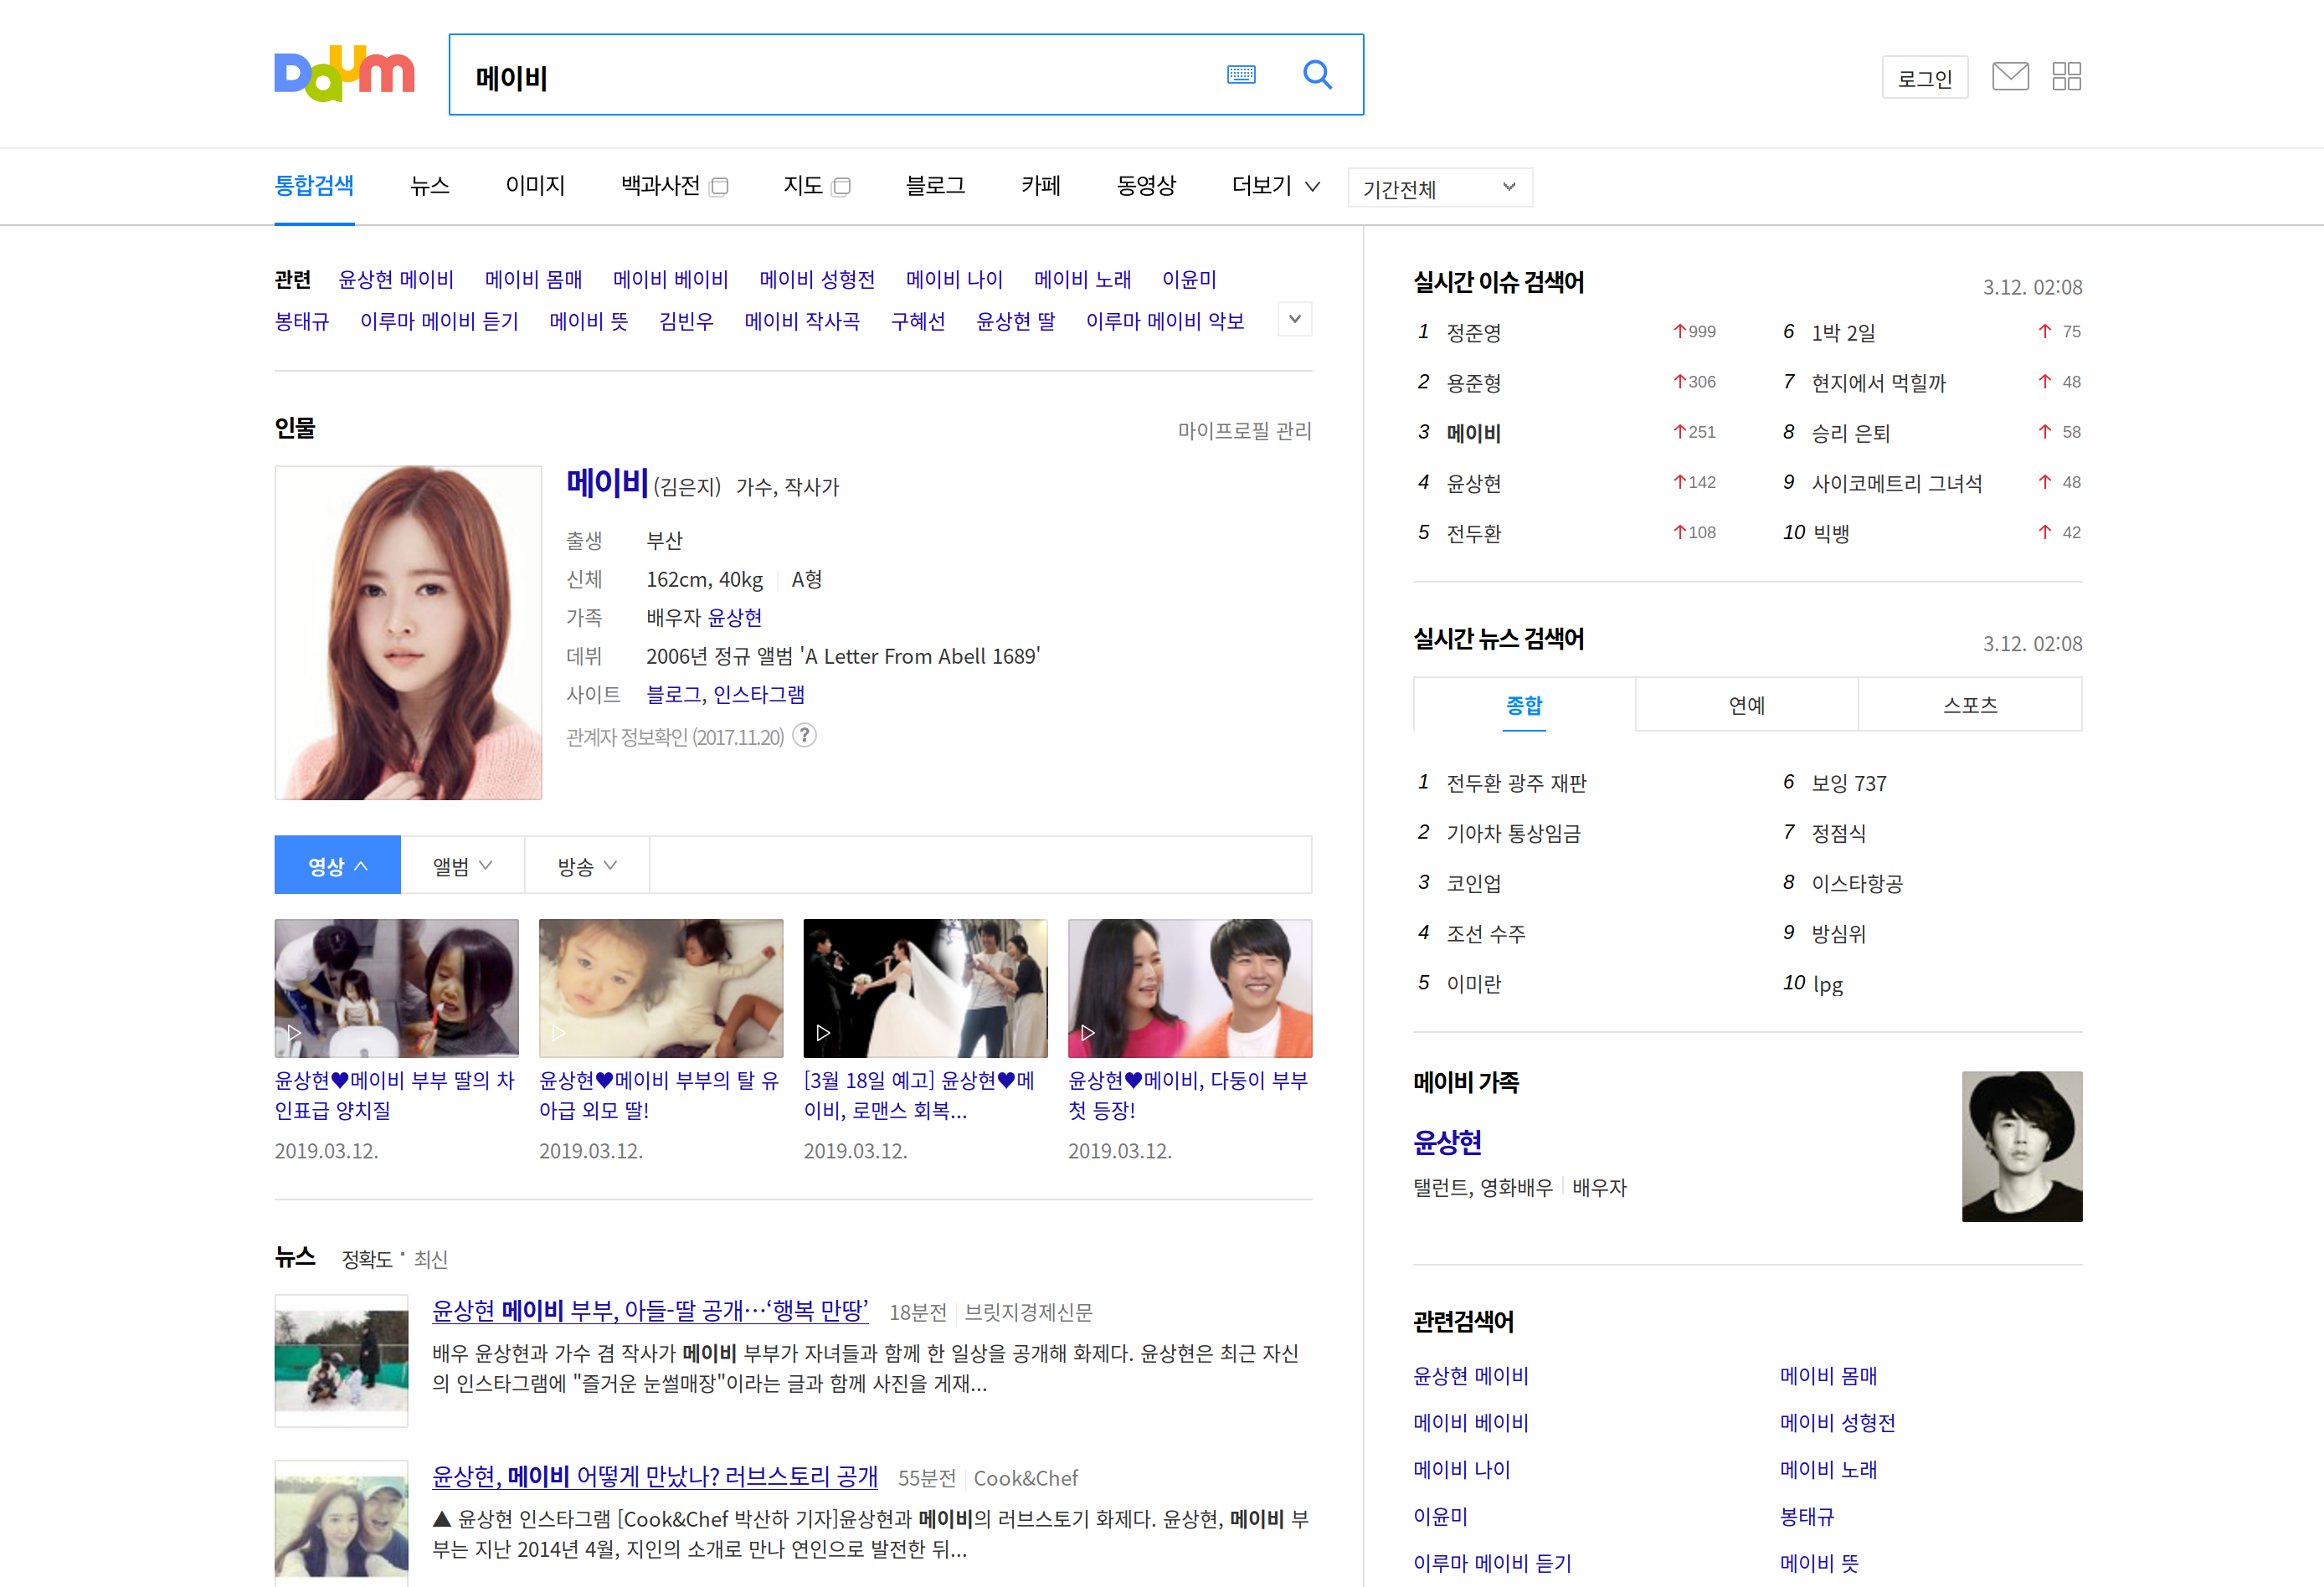 Daum
메이비
로그인
통합검색 뉴스 이미지 백과사전 지도 블로그 카페 동영상 더보기 기간전체
관련 윤상현 메이비 메이비 몸매 메이비 베이비 메이비 성형전 메이비 나이 메이비 노래 이윤미
봉태규 이루마 메이비 듣기 메이비 뜻 김빈우 메이비 작사곡 구혜선 윤상현 딸 이루마 메이비 악보
인물 마이프로필 관리
메이비 (김은지) 가수, 작사가
출생 부산
신체 162cm, 40kg A형
가족 배우자 윤상현
데뷔 2006년 정규 앨범 'A Letter From Abell 1689'
사이트 블로그, 인스타그램
관계자 정보확인 (2017.11.20) ?
영상 앨범 방송
윤상현♥메이비 부부 딸의 차
인표급 양치질
2019.03.12.
윤상현♥메이비 부부의 탈 유
아급 외모 딸!
2019.03.12.
[3월 18일 예고] 윤상현♥메
이비, 로맨스 회복...
2019.03.12.
윤상현♥메이비, 다둥이 부부
첫 등장!
2019.03.12.
뉴스 정확도 · 최신
윤상현 메이비 부부, 아들-딸 공개…‘행복 만땅’ 18분전 브릿지경제신문
배우 윤상현과 가수 겸 작사가 메이비 부부가 자녀들과 함께 한 일상을 공개해 화제다. 윤상현은 최근 자신
의 인스타그램에 "즐거운 눈썰매장"이라는 글과 함께 사진을 게재...
윤상현, 메이비 어떻게 만났나? 러브스토리 공개 55분전 Cook&Chef
▲ 윤상현 인스타그램 [Cook&Chef 박산하 기자]윤상현과 메이비의 러브스토기 화제다. 윤상현, 메이비 부
부는 지난 2014년 4월, 지인의 소개로 만나 연인으로 발전한 뒤...
실시간 이슈 검색어 3.12. 02:08
1 정준영 ↑999
2 용준형 ↑306
3 메이비 ↑251
4 윤상현 ↑142
5 전두환 ↑108
6 1박 2일 ↑ 75
7 현지에서 먹힐까 ↑ 48
8 승리 은퇴 ↑ 58
9 사이코메트리 그녀석 ↑ 48
10 빅뱅 ↑ 42
실시간 뉴스 검색어 3.12. 02:08
종합 연예 스포츠
1 전두환 광주 재판
2 기아차 통상임금
3 코인업
4 조선 수주
5 이미란
6 보잉 737
7 정점식
8 이스타항공
9 방심위
10 lpg
메이비 가족
윤상현
탤런트, 영화배우 배우자
관련검색어
윤상현 메이비 메이비 몸매
메이비 베이비 메이비 성형전
메이비 나이 메이비 노래
이윤미 봉태규
이루마 메이비 듣기 메이비 뜻